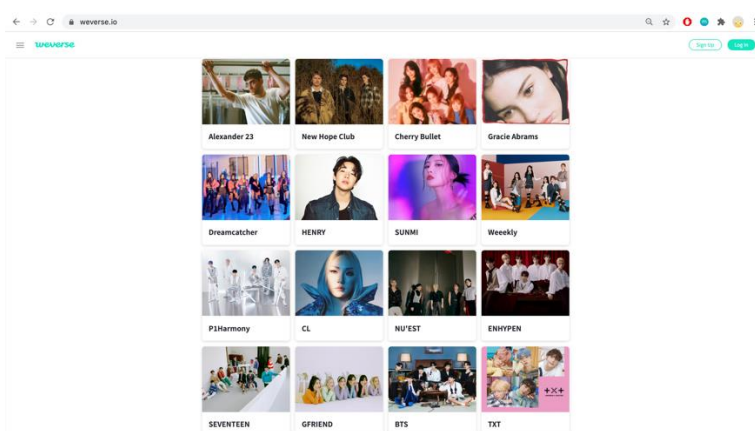 weverse.io
weverse
Sign Up
Log in
Alexander 23
New Hope Club
Cherry Bullet
Gracie Abrams
Dreamcatcher
HENRY
SUNMI
Weeekly
P1Harmony
CL
NU'EST
ENHYPEN
+×+
SEVENTEEN
GFRIEND
BTS
TXT